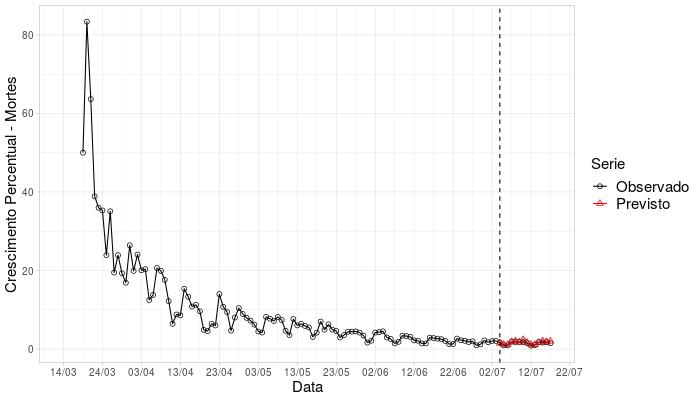 Crescimento Percentual - Mortes
80
60
40
20
0
14/03 24/03 03/04 13/04 23/04 03/05 13/05 23/05 02/06 12/06 22/06 02/07 12/07 22/07
Data
Serie
Observado
Previsto